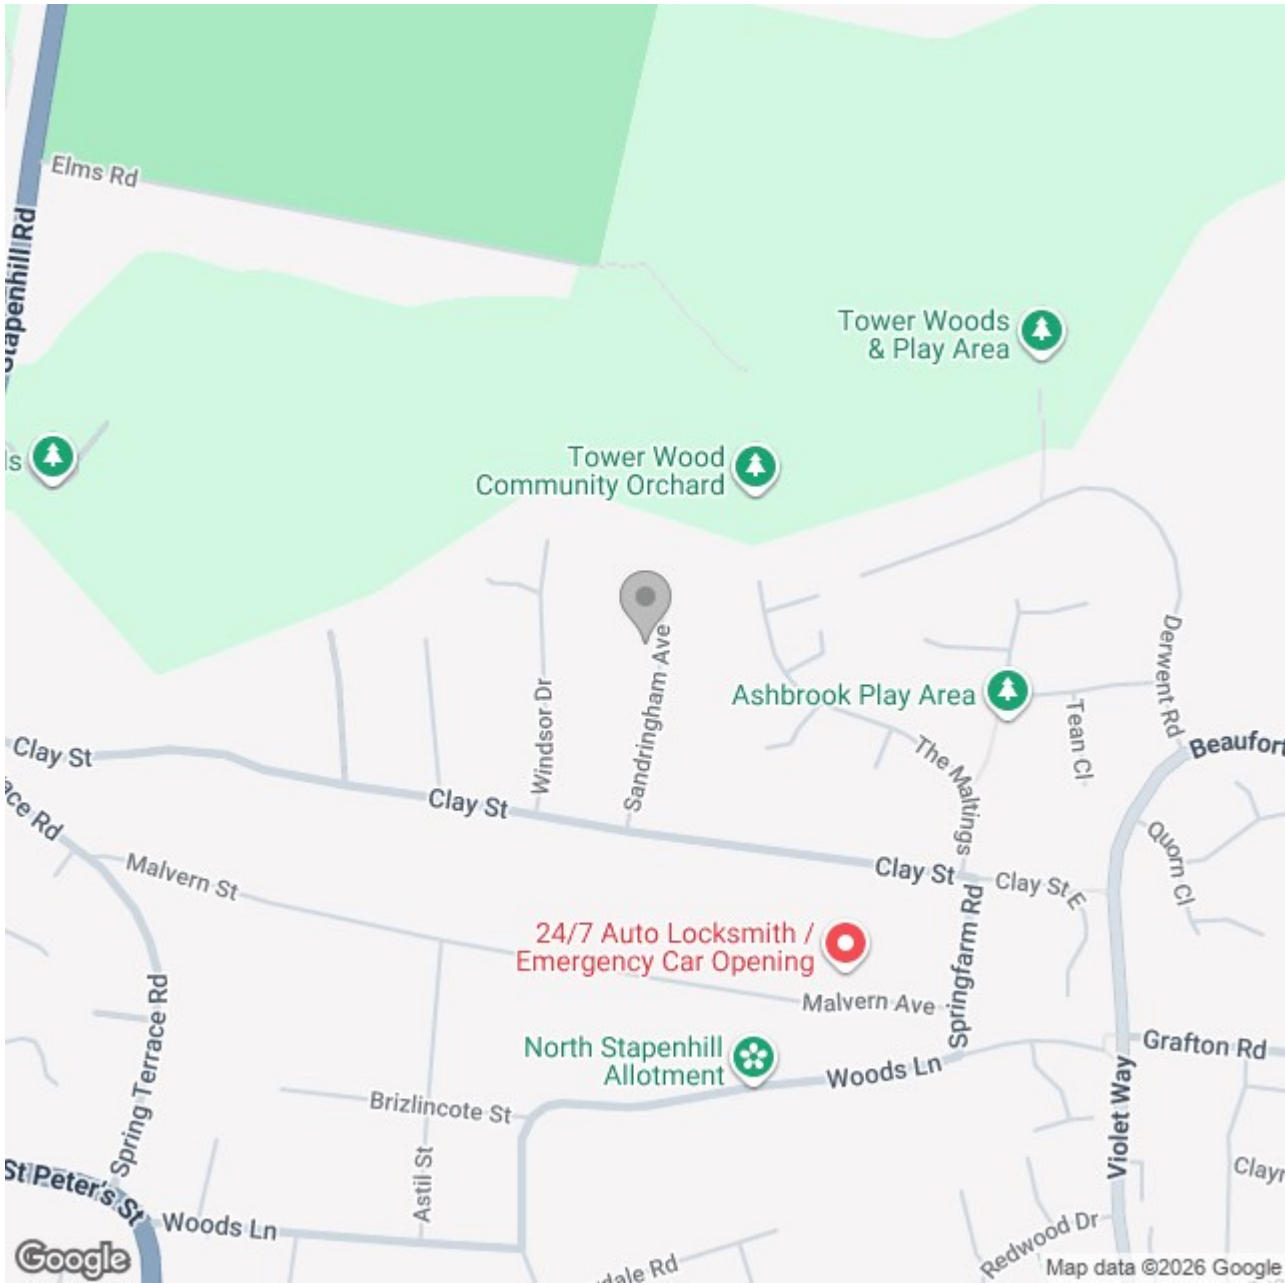 Elms Rd
Stapenhill Rd
Tower Woods
& Play Area
Tower Wood
Community Orchard
Sandringham Ave
Windsor Dr
Ashbrook Play Area
Derwent Rd
Tean Cl
Beaufort
The Maltings
Clay St
Clay St
Quorn Cl
Malvern St
Clay St
Clay St E
24/7 Auto Locksmith /
Emergency Car Opening
Springfarm Rd
Malvern Ave
Spring Terrace Rd
North Stapenhill
Allotment
Woods Ln
Grafton Rd
Brizlincote St
Violet Way
Astil St
St Peter's St
Woods Ln
Redwood Dr
Google
Map data ©2026 Google